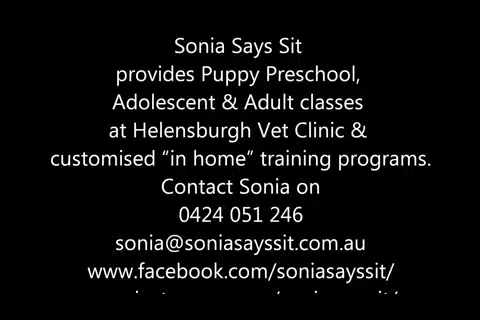 Sonia Says Sit
provides Puppy Preschool,
Adolescent & Adult classes
at Helensburgh Vet Clinic &
customised “in home” training programs.
Contact Sonia on
0424 051 246
sonia@soniasayssit.com.au
www.facebook.com/soniasayssit/